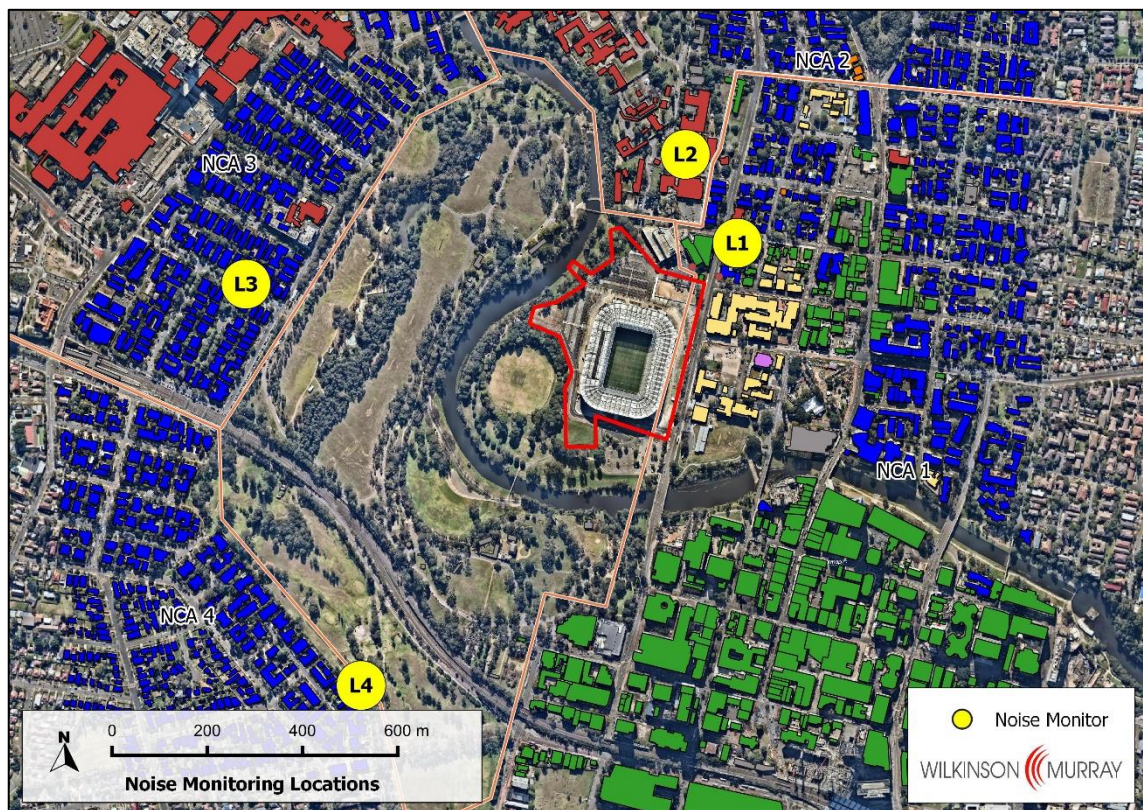 NCA 2
L2
NCA 3
L1
L3
NCA 1
NCA 4
L4
N
0 200 400 600 m
Noise Monitoring Locations
Noise Monitor
WILKINSON MURRAY